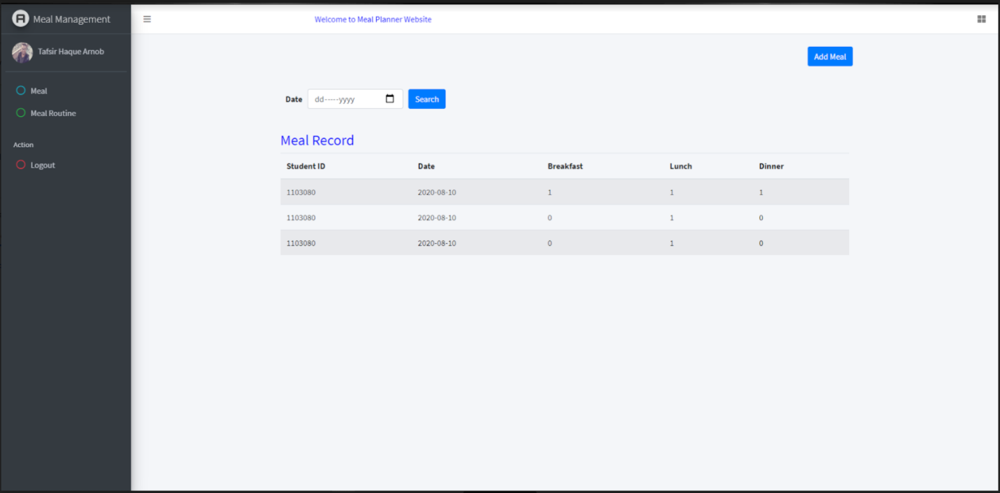 Meal Management
Welcome to Meal Planner Website
Tafsir Haque Arnob
Add Meal
Meal
Meal Routine
Action
Logout
Date dd-----yyyy Search
Meal Record
Student ID Date Breakfast Lunch Dinner
1103080 2020-08-10 1 1 1
1103080 2020-08-10 0 1 0
1103080 2020-08-10 0 1 0